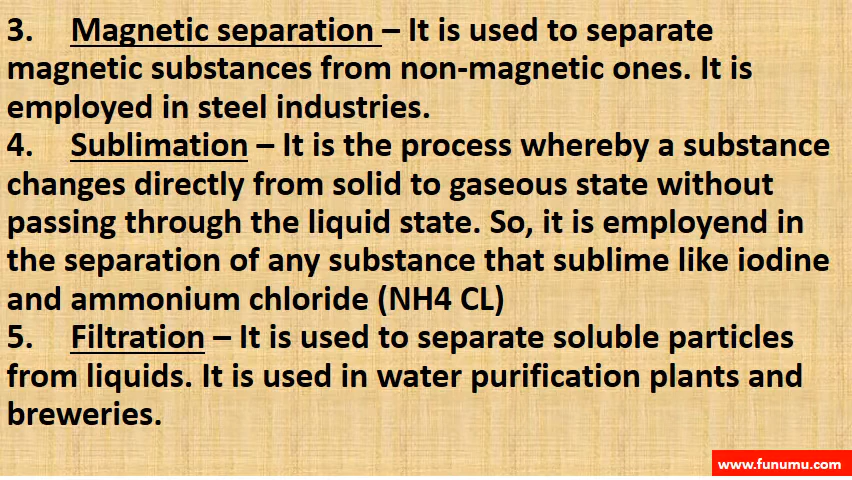 3. Magnetic separation – It is used to separate
magnetic substances from non-magnetic ones. It is
employed in steel industries.
4. Sublimation – It is the process whereby a substance
changes directly from solid to gaseous state without
passing through the liquid state. So, it is employend in
the separation of any substance that sublime like iodine
and ammonium chloride (NH4 CL)
5. Filtration – It is used to separate soluble particles
from liquids. It is used in water purification plants and
breweries.
www.funumu.com